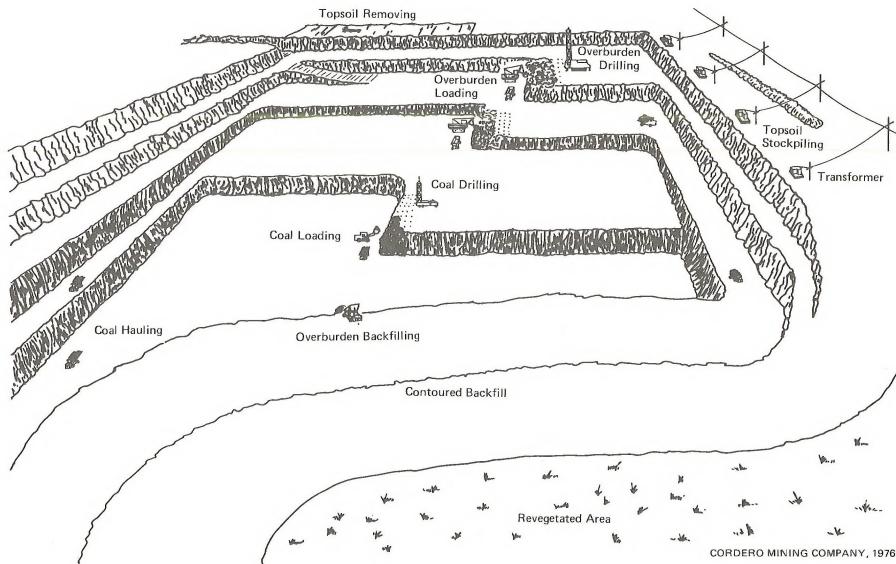 Topsoil Removing
Overburden
Drilling
Overburden
Loading
Topsoil
Stockpiling
Transformer
Coal Drilling
Coal Loading
Coal Hauling
Overburden Backfilling
Contoured Backfill
Revegetated Area
CORDERO MINING COMPANY, 1976